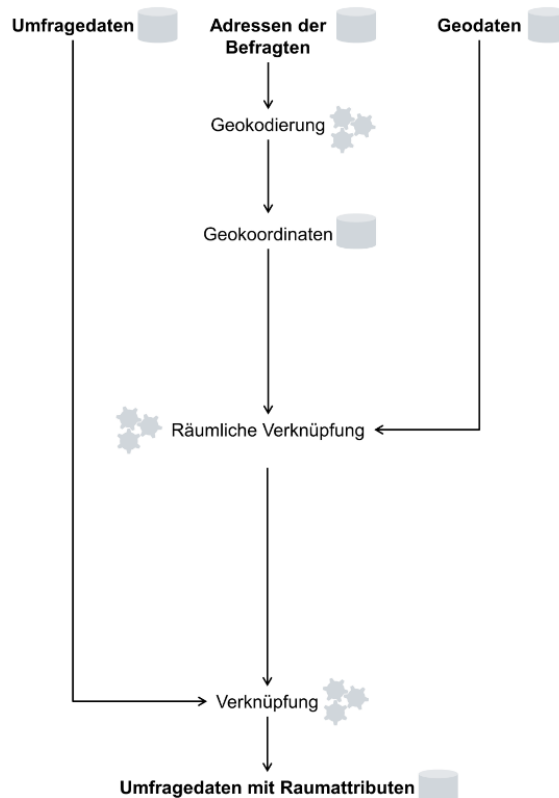 Umfragedaten
Adressen der
Befragten
Geodaten
Geokodierung
Geokoordinaten
Räumliche Verknüpfung
Verknüpfung
Umfragedaten mit Raumattributen